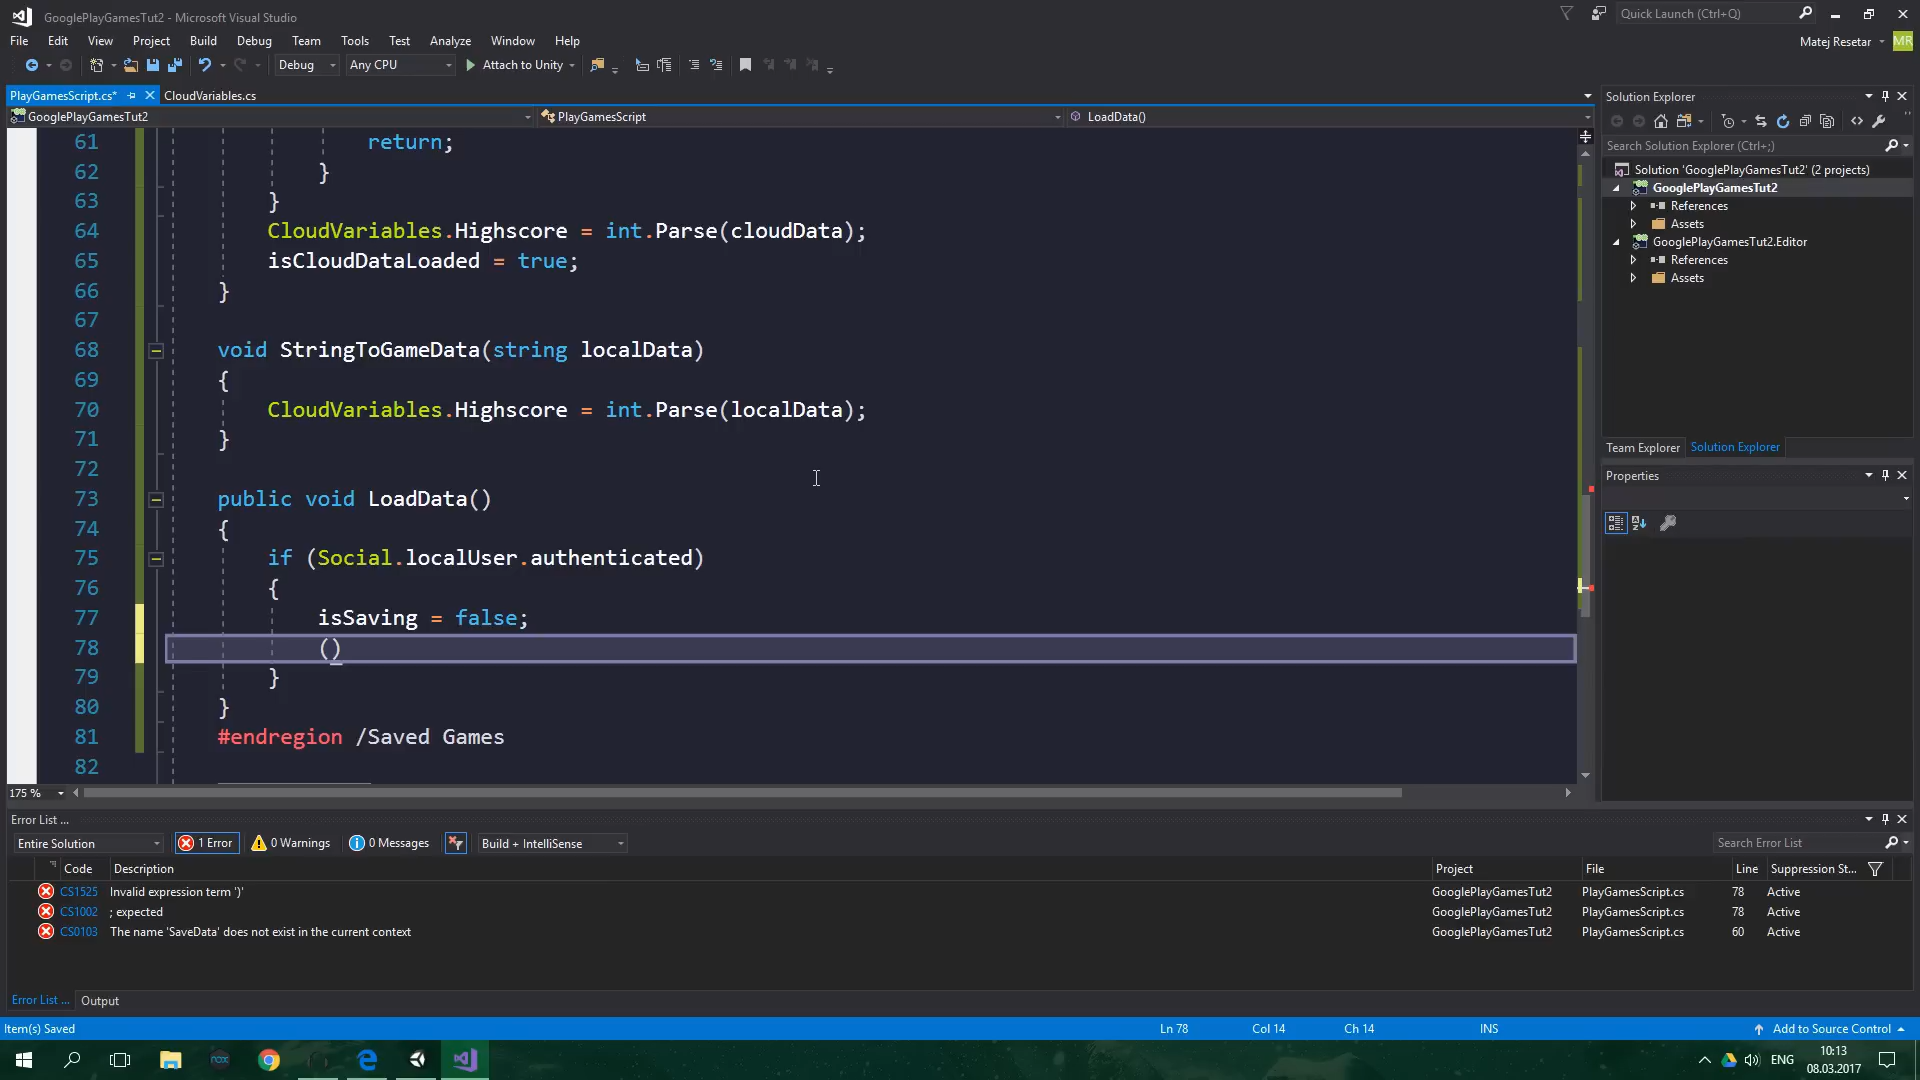 GooglePlayGamesTut2 - Microsoft Visual Studio
Quick Launch (Ctrl+Q)
File Edit View Project Build Debug Team Tools Test Analyze Window Help
Matej Resetar MR
Debug Any CPU Attach to Unity
PlayGamesScript.cs* CloudVariables.cs
GooglePlayGamesTut2 PlayGamesScript LoadData()
61 return;
62 }
63 }
64 CloudVariables.Highscore = int.Parse(cloudData);
65 isCloudDataLoaded = true;
66 }
67
68 void StringToGameData(string localData)
69 {
70 CloudVariables.Highscore = int.Parse(localData);
71 }
72
73 public void LoadData()
74 {
75 if (Social.localUser.authenticated)
76 {
77 isSaving = false;
78 ()
79 }
80 }
81 #endregion /Saved Games
82
175 %
Solution Explorer
Search Solution Explorer (Ctrl+;)
Solution 'GooglePlayGamesTut2' (2 projects)
GooglePlayGamesTut2
References
Assets
GooglePlayGamesTut2.Editor
References
Assets
Team Explorer Solution Explorer
Properties
Error List ...
Entire Solution 1 Error 0 Warnings 0 Messages Build + IntelliSense Search Error List
Code Description Project File Line Suppression St...
CS1525 Invalid expression term ')' GooglePlayGamesTut2 PlayGamesScript.cs 78 Active
CS1002 ; expected GooglePlayGamesTut2 PlayGamesScript.cs 78 Active
CS0103 The name 'SaveData' does not exist in the current context GooglePlayGamesTut2 PlayGamesScript.cs 60 Active
Error List ... Output
Item(s) Saved Ln 78 Col 14 Ch 14 INS Add to Source Control
nox ENG 10:13
08.03.2017